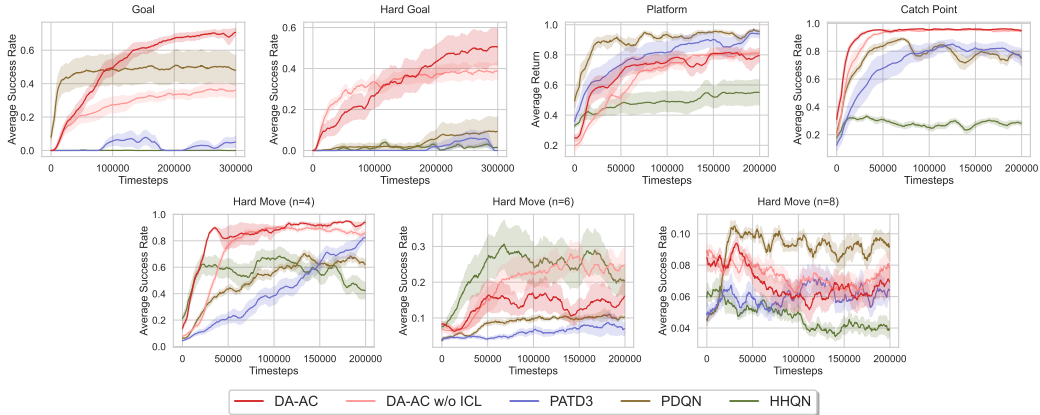 Goal
Hard Goal
Platform
Catch Point
Average Success Rate
0.6
0.4
0.2
0.0
0
100000
200000
300000
Timesteps
Average Success Rate
0.6
0.4
0.2
0.0
0
100000
200000
300000
Timesteps
Average Return
1.0
0.8
0.6
0.4
0.2
0
50000
100000
150000
200000
Timesteps
Average Success Rate
1.0
0.8
0.6
0.4
0.2
0
50000
100000
150000
200000
Timesteps
Hard Move (n=4)
Hard Move (n=6)
Hard Move (n=8)
Average Success Rate
1.0
0.8
0.6
0.4
0.2
0.0
0
50000
100000
150000
200000
Timesteps
Average Success Rate
0.3
0.2
0.1
0
50000
100000
150000
200000
Timesteps
Average Success Rate
0.10
0.08
0.06
0.04
0
50000
100000
150000
200000
Timesteps
DA-AC
DA-AC w/o ICL
PATD3
PDQN
HHQN